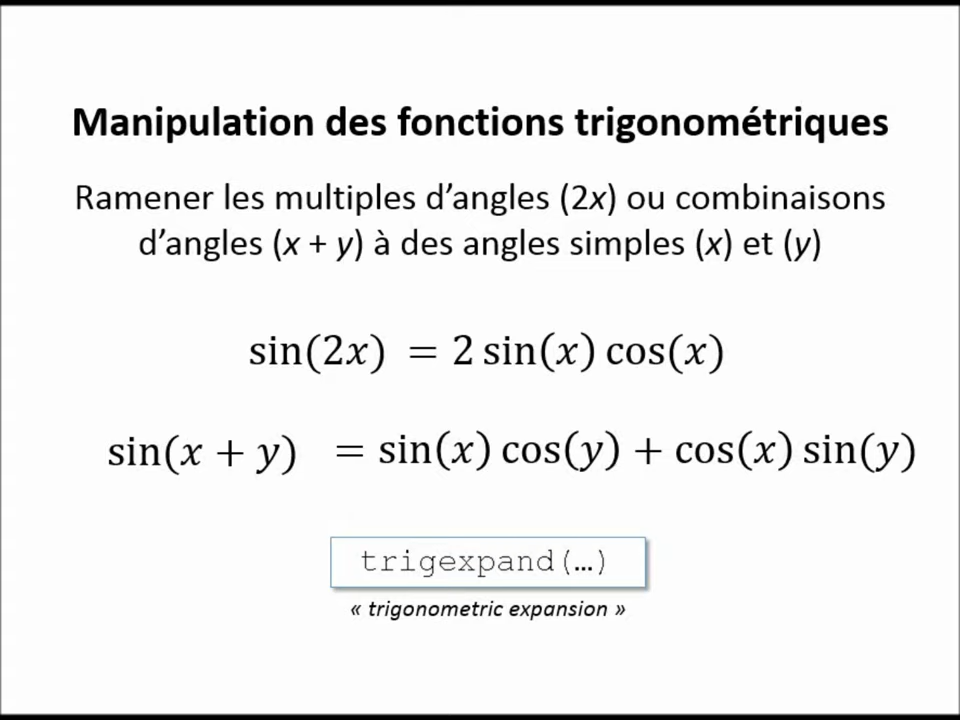 Manipulation des fonctions trigonométriques
Ramener les multiples d’angles (2x) ou combinaisons
d’angles (x + y) à des angles simples (x) et (y)
sin(2x) = 2 sin(x) cos(x)
sin(x + y) = sin(x) cos(y) + cos(x) sin(y)
trigexpand(…)
« trigonometric expansion »